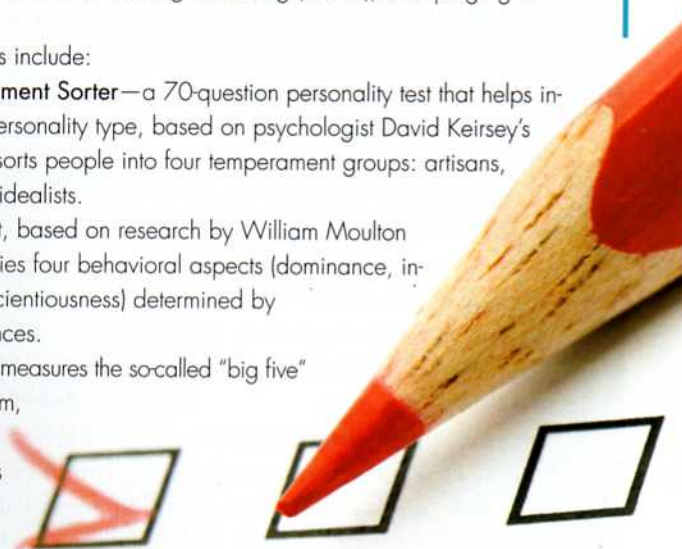 s include:
ment Sorter—a 70-question personality test that helps in-
ersonality type, based on psychologist David Keirsey's
sorts people into four temperament groups: artisans,
idealists.
t, based on research by William Moulton
ies four behavioral aspects (dominance, in-
cientiousness) determined by
ces.
measures the so-called "big five"
m,
s